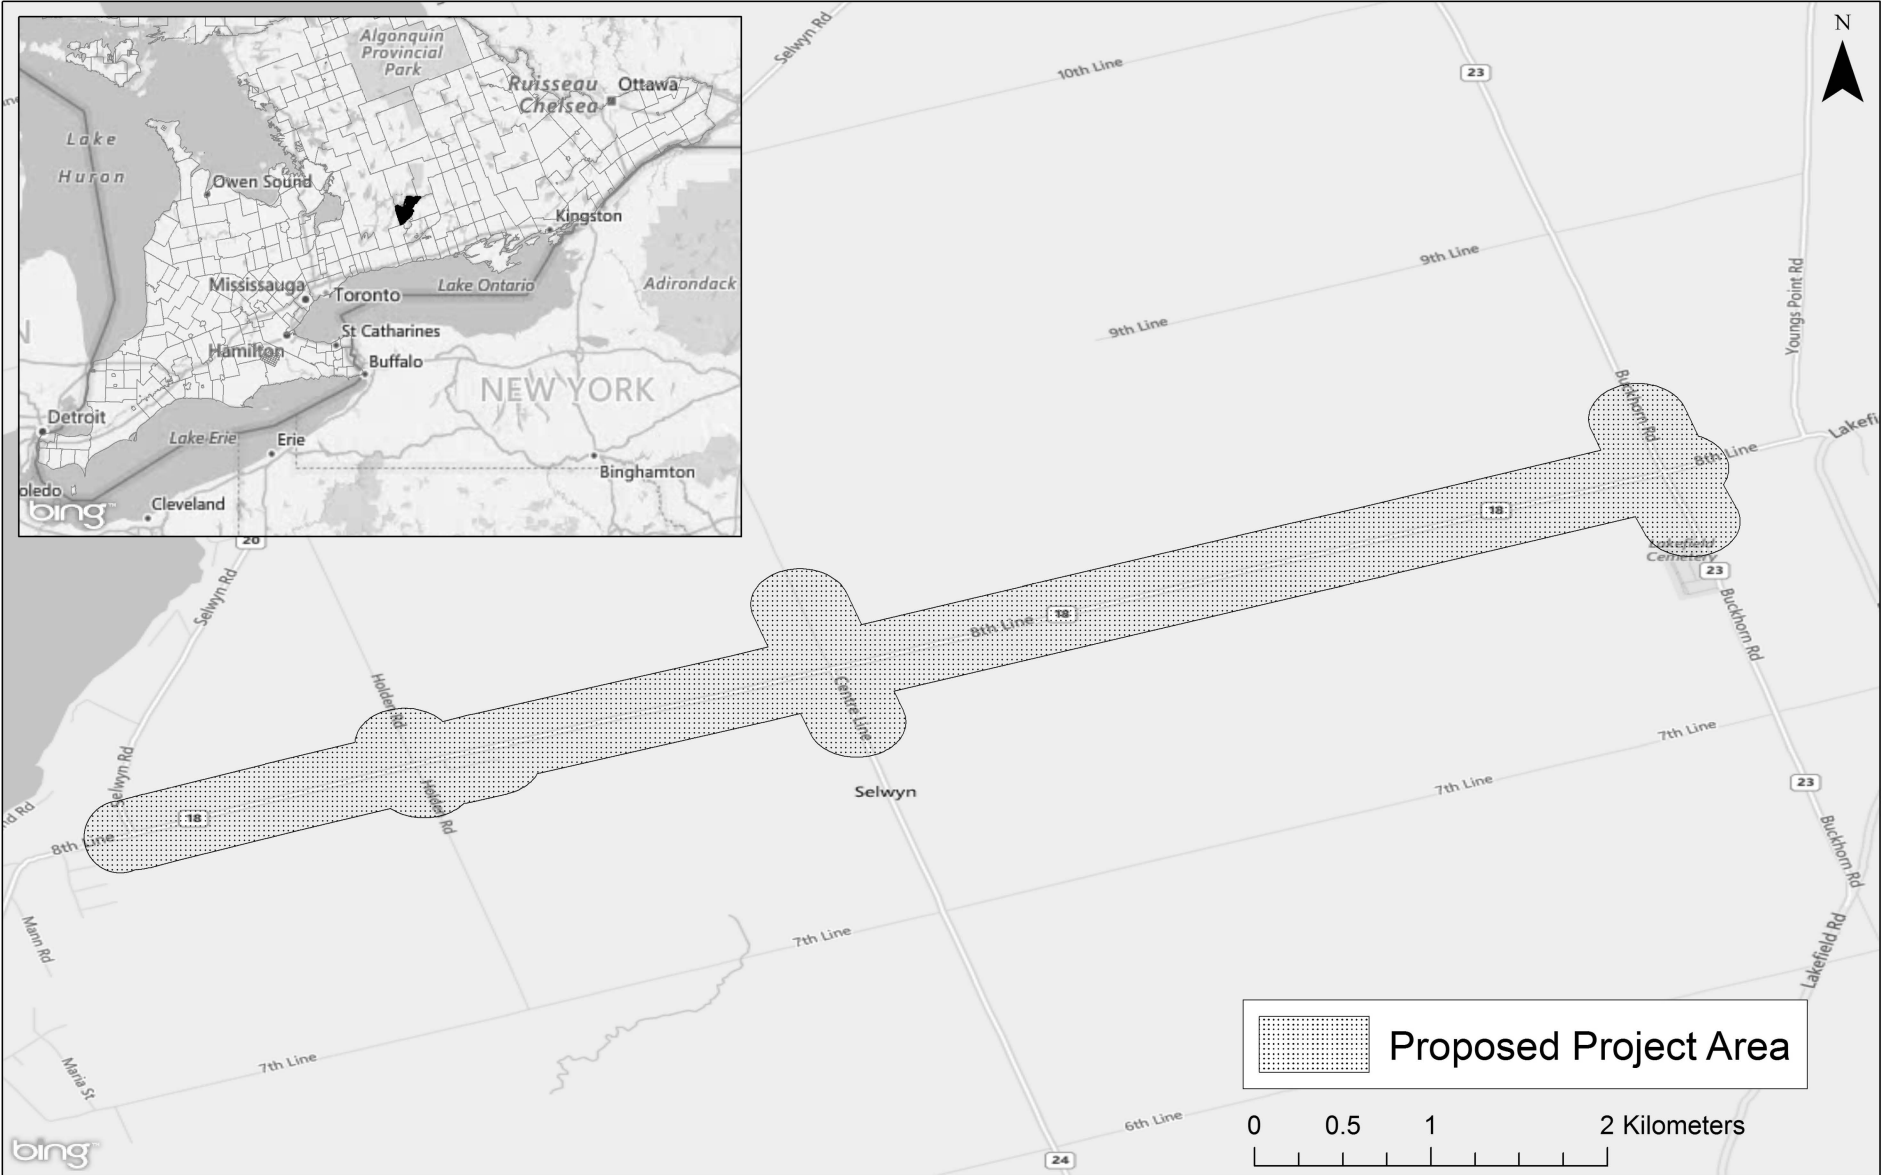 Algonquin
Provincial
Park
Ruisseau
Chelsea
Ottawa
Lake
Huron
Owen Sound
Kingston
Mississauga
Toronto
Lake Ontario
Adirondack
St Catharines
Hamilton
Buffalo
NEW YORK
Detroit
Lake Erie
Erie
Binghamton
oledo
Cleveland
bing
Selwyn Rd
10th Line
23
N
9th Line
9th Line
Youngs Point Rd
Buckhorn Rd
Lakefi
8th Line
18
Lakefield
Cemetery
23
Buckhorn Rd
20
Selwyn Rd
18
8th Line
Holden Rd
Centre Line
7th Line
Selwyn Rd
Selwyn
7th Line
23
Holden Rd
18
nd Rd
8th Line
Buckhorn Rd
Mann Rd
7th Line
Lakefield Rd
7th Line
Maria St
6th Line
24
bing
Proposed Project Area
0 0.5 1 2 Kilometers